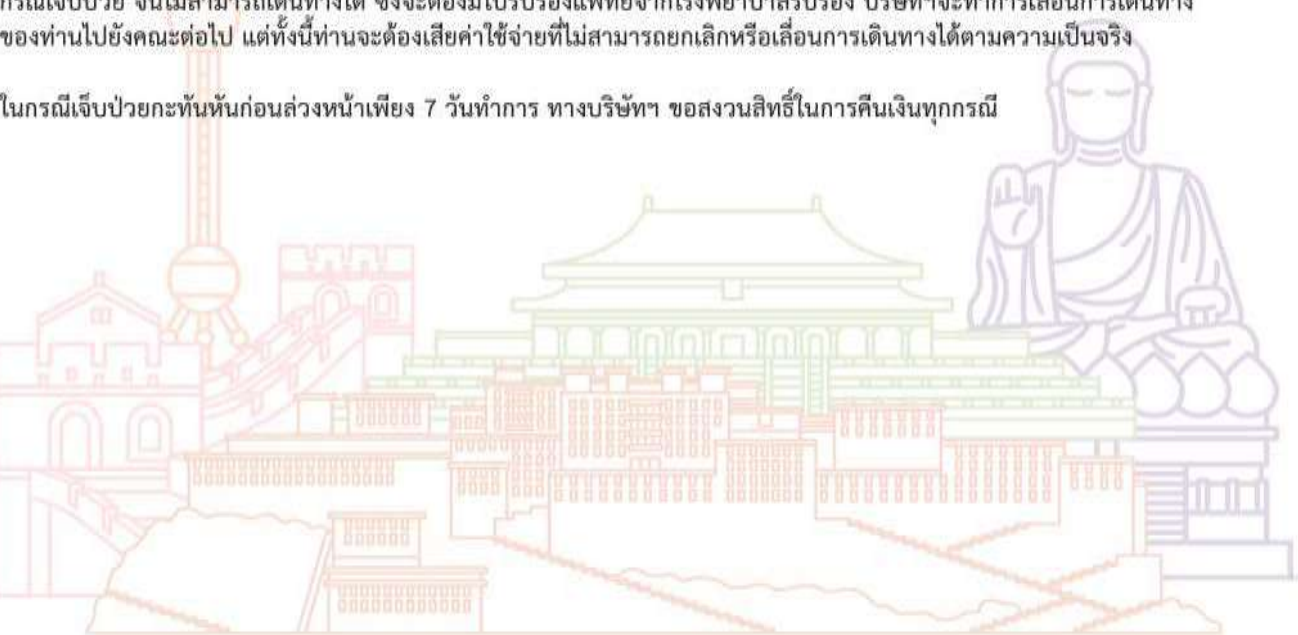 กรณีเจ็บป่วย จนไม่สามารถเดินทางได้ ซึ่งจะต้องมีใบรับรองแพทย์จากโรงพยาบาลรับรอง บริษัทฯจะทำการเลื่อนการเดินทาง
ของท่านไปยังคณะต่อไป แต่ทั้งนี้ท่านจะต้องเสียค่าใช้จ่ายที่ไม่สามารถยกเลิกหรือเลื่อนการเดินทางได้ตามความเป็นจริง
ในกรณีเจ็บป่วยกะทันหันก่อนล่วงหน้าเพียง 7 วันทำการ ทางบริษัทฯ ขอสงวนสิทธิ์ในการคืนเงินทุกกรณี